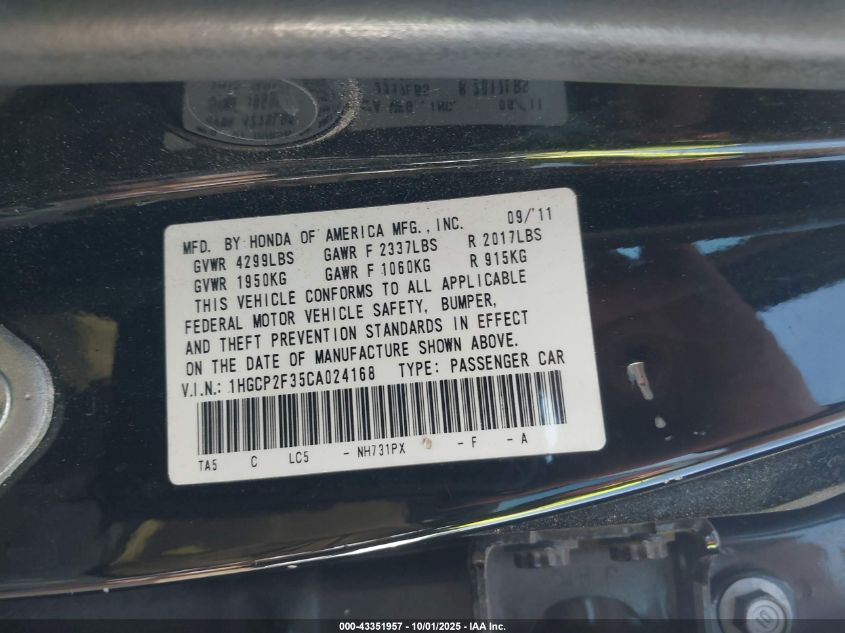 MFD. BY HONDA OF AMERICA MFG., INC. 09/'11
GVWR 4299LBS GAWR F 2337LBS R 2017LBS
GVWR 1950KG GAWR F 1060KG R 915KG
THIS VEHICLE CONFORMS TO ALL APPLICABLE
FEDERAL MOTOR VEHICLE SAFETY, BUMPER,
AND THEFT PREVENTION STANDARDS IN EFFECT
ON THE DATE OF MANUFACTURE SHOWN ABOVE.
V.I.N.: 1HGCP2F35CA024168 TYPE: PASSENGER CAR
TA5 C LC5 -NH731PX -F -A
10
000-43351957 - 10/01/2025 - © IAA Inc.